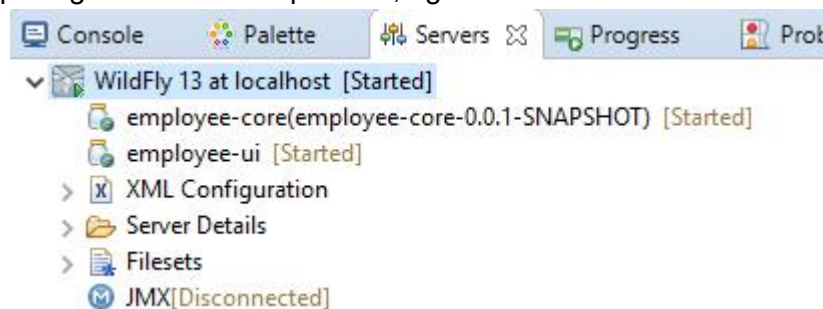 Console Palette Servers Progress
WildFly 13 at localhost [Started]
employee-core(employee-core-0.0.1-SNAPSHOT) [Started]
employee-ui [Started]
XML Configuration
Server Details
Filesets
JMX[Disconnected]